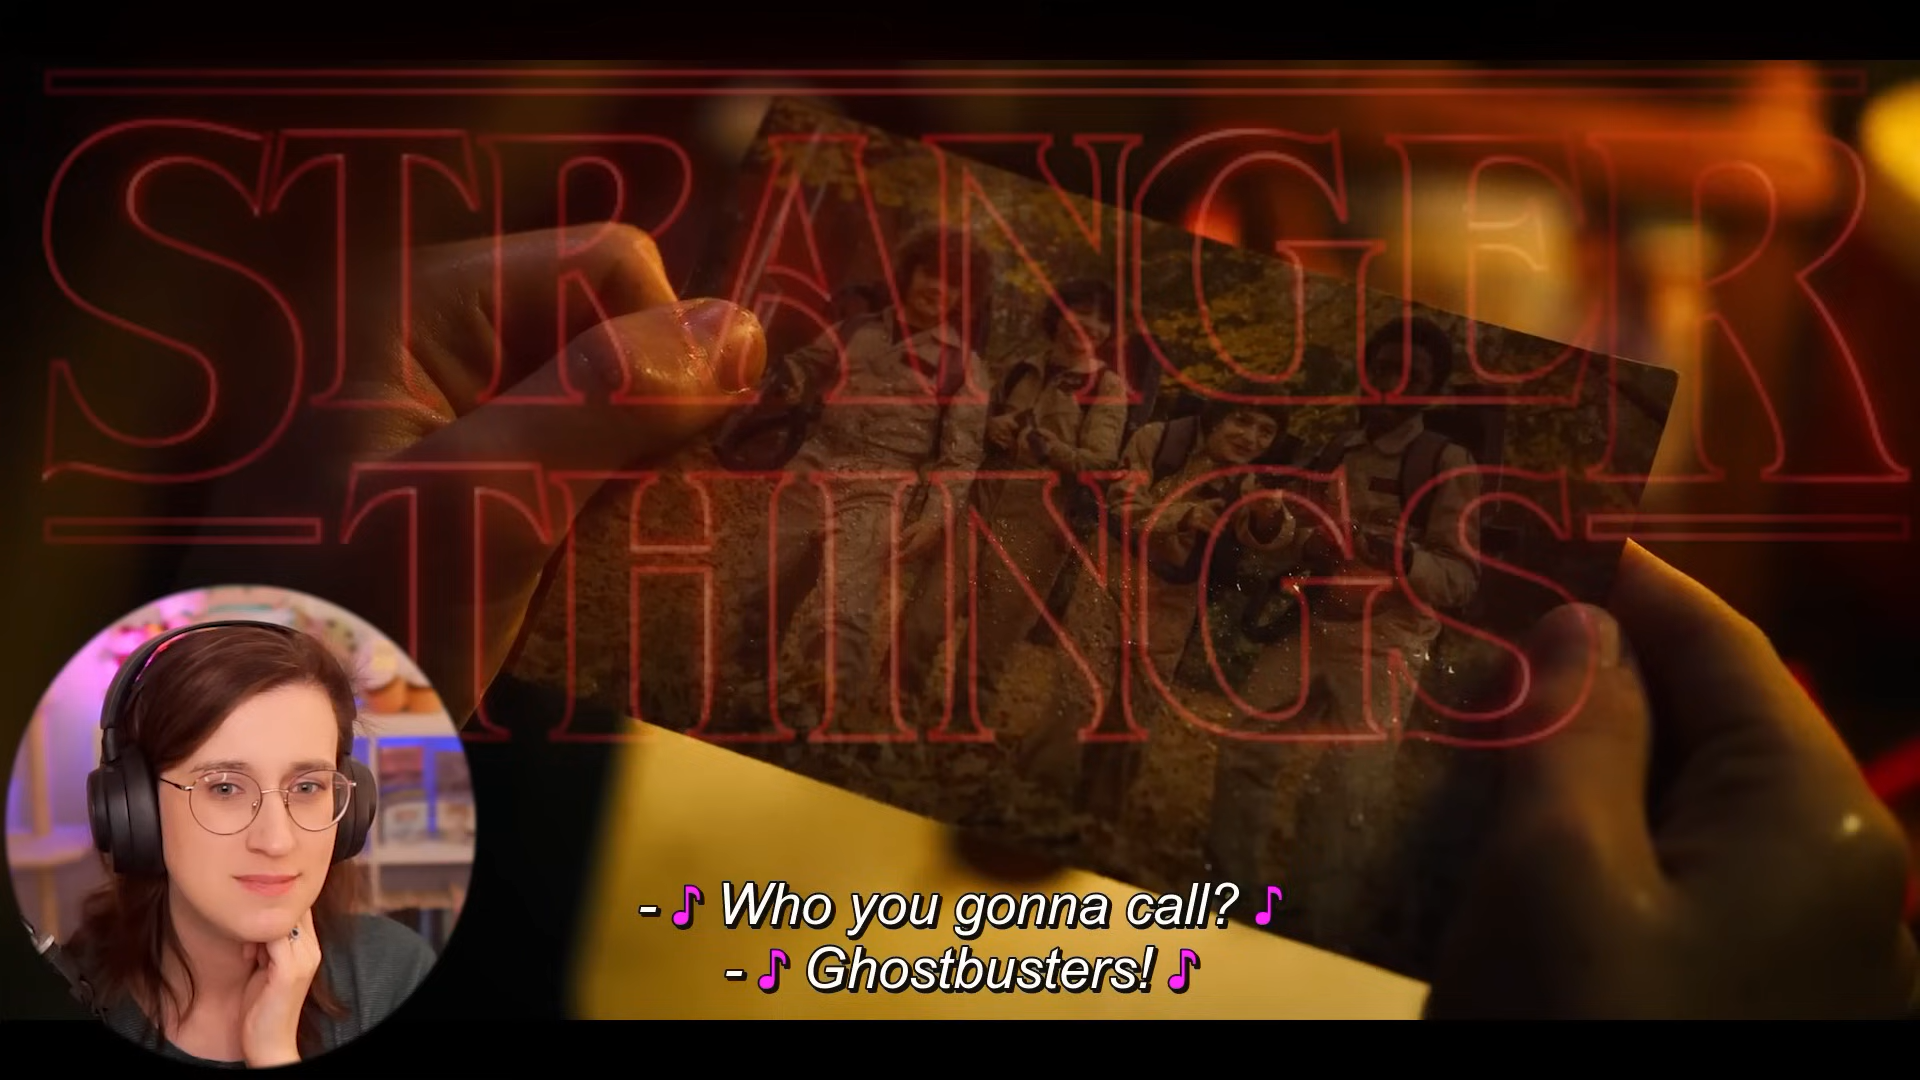 STRANGER
THINGS
- ♪ Who you gonna call? ♪
- ♪ Ghostbusters! ♪